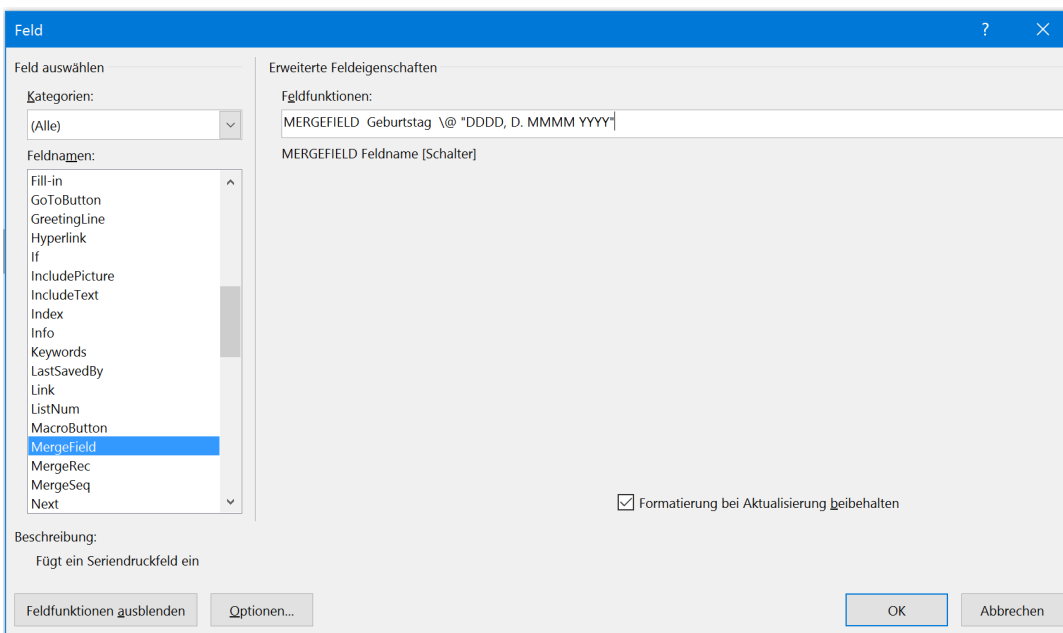 Feld
Feld auswählen
Kategorien:
(Alle)
Feldnamen:
Fill-in
GoToButton
GreetingLine
Hyperlink
If
IncludePicture
IncludeText
Index
Info
Keywords
LastSavedBy
Link
ListNum
MacroButton
MergeField
MergeRec
MergeSeq
Next
Erweiterte Feldeigenschaften
Feldfunktionen:
MERGEFIELD  Geburtstag  \@ "DDDD, D. MMMM YYYY"
MERGEFIELD Feldname [Schalter]
Formatierung bei Aktualisierung beibehalten
Beschreibung:
Fügt ein Seriendruckfeld ein
Feldfunktionen ausblenden
Optionen...
OK
Abbrechen